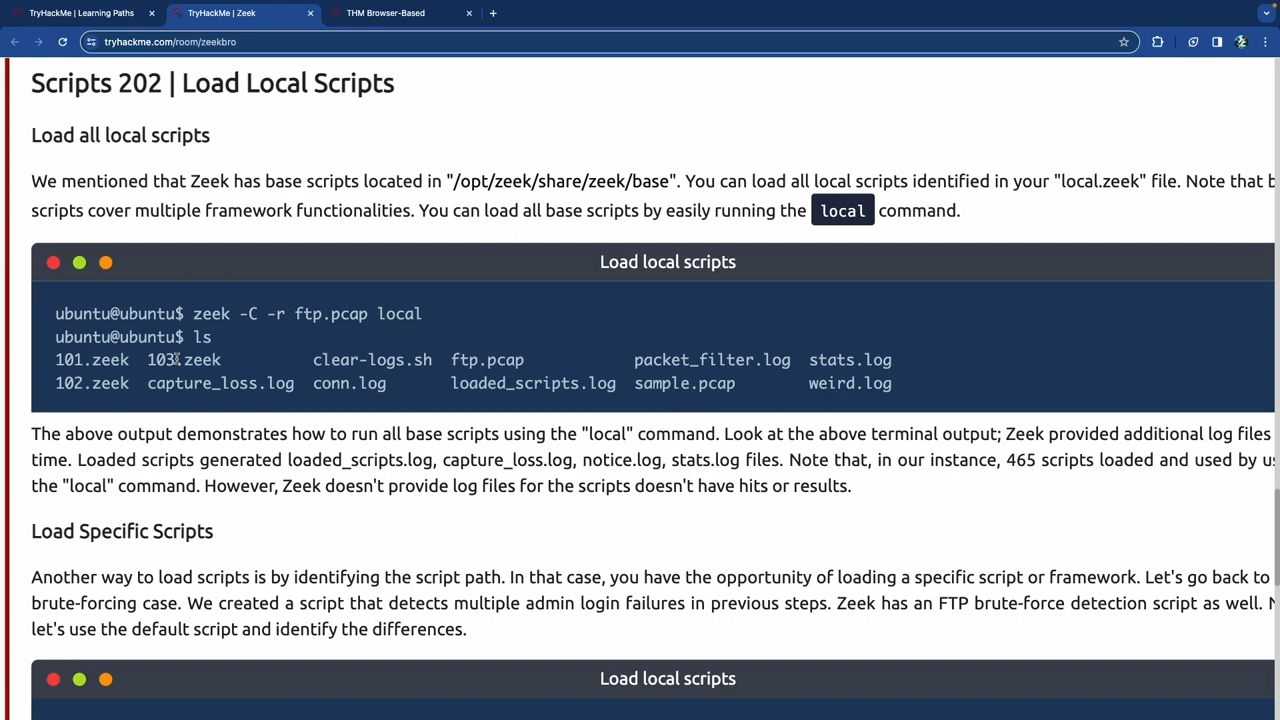 TryHackMe | Learning Paths
TryHackMe | Zeek
THM Browser-Based
tryhackme.com/room/zeekbro
Scripts 202 | Load Local Scripts
Load all local scripts
We mentioned that Zeek has base scripts located in "/opt/zeek/share/zeek/base". You can load all local scripts identified in your "local.zeek" file. Note that b
scripts cover multiple framework functionalities. You can load all base scripts by easily running the local command.
Load local scripts
ubuntu@ubuntu$ zeek -C -r ftp.pcap local
ubuntu@ubuntu$ ls
101.zeek 103.zeek clear-logs.sh ftp.pcap packet_filter.log stats.log
102.zeek capture_loss.log conn.log loaded_scripts.log sample.pcap weird.log
The above output demonstrates how to run all base scripts using the "local" command. Look at the above terminal output; Zeek provided additional log files
time. Loaded scripts generated loaded_scripts.log, capture_loss.log, notice.log, stats.log files. Note that, in our instance, 465 scripts loaded and used by us
the "local" command. However, Zeek doesn't provide log files for the scripts doesn't have hits or results.
Load Specific Scripts
Another way to load scripts is by identifying the script path. In that case, you have the opportunity of loading a specific script or framework. Let's go back to
brute-forcing case. We created a script that detects multiple admin login failures in previous steps. Zeek has an FTP brute-force detection script as well. N
let's use the default script and identify the differences.
Load local scripts